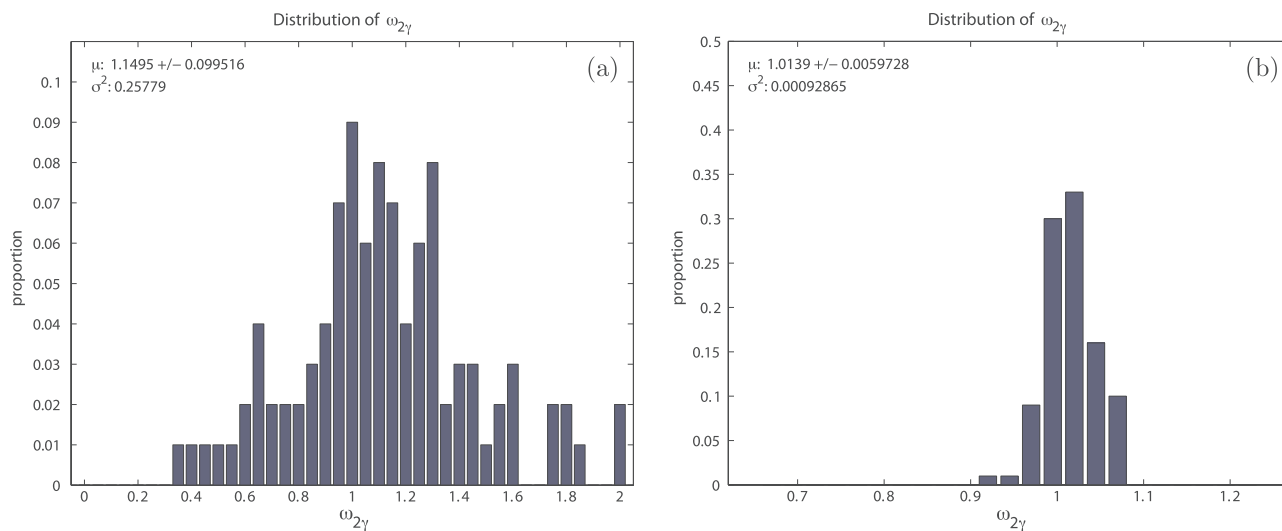 Distribution of ω2γ
(a)
μ: 1.1495 +/− 0.099516
σ²: 0.25779
0.1
0.09
0.08
0.07
0.06
0.05
0.04
0.03
0.02
0.01
0
proportion
0 0.2 0.4 0.6 0.8 1 1.2 1.4 1.6 1.8 2
ω2γ
Distribution of ω2γ
(b)
μ: 1.0139 +/− 0.0059728
σ²: 0.00092865
0.5
0.45
0.4
0.35
0.3
0.25
0.2
0.15
0.1
0.05
0
proportion
0.7 0.8 0.9 1 1.1 1.2
ω2γ